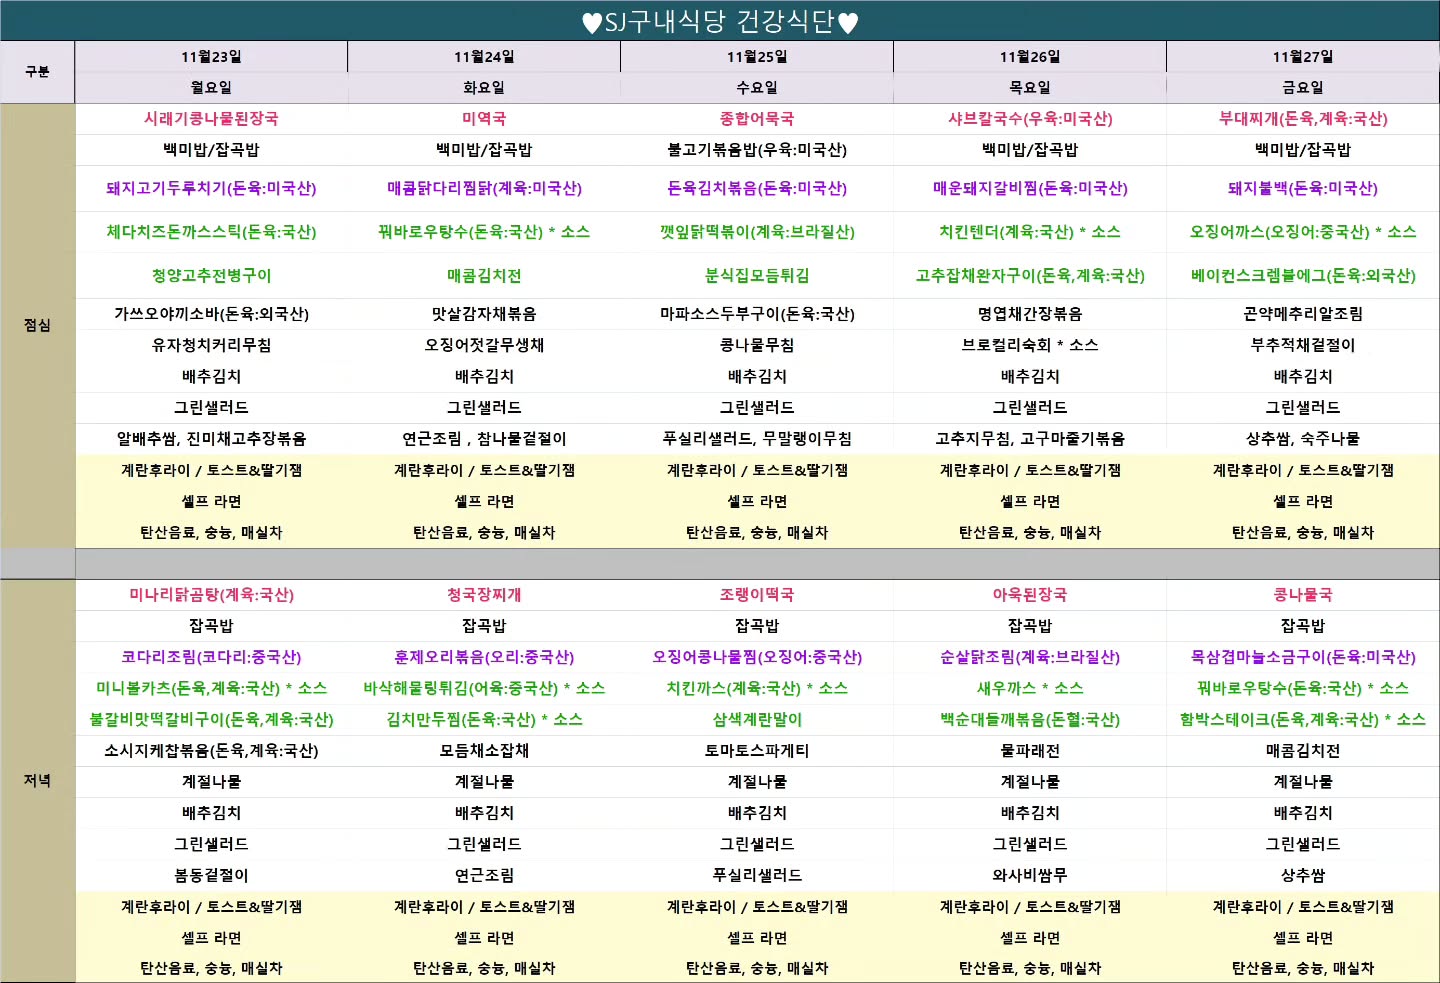 ♥SJ구내식당 건강식단♥
구분 11월23일 11월24일 11월25일 11월26일 11월27일
월요일 화요일 수요일 목요일 금요일
점심
시래기콩나물된장국 미역국 종합어묵국 샤브칼국수(우육:미국산) 부대찌개(돈육,계육:국산)
백미밥/잡곡밥 백미밥/잡곡밥 불고기볶음밥(우육:미국산) 백미밥/잡곡밥 백미밥/잡곡밥
돼지고기두루치기(돈육:미국산) 매콤닭다리찜닭(계육:미국산) 돈육김치볶음(돈육:미국산) 매운돼지갈비찜(돈육:미국산) 돼지불백(돈육:미국산)
체다치즈돈까스스틱(돈육:국산) 꿔바로우탕수(돈육:국산) * 소스 깻잎닭떡볶이(계육:브라질산) 치킨텐더(계육:국산) * 소스 오징어까스(오징어:중국산) * 소스
청양고추전병구이 매콤김치전 분식집모듬튀김 고추잡채완자구이(돈육,계육:국산) 베이컨스크렘블에그(돈육:외국산)
가쓰오야끼소바(돈육:외국산) 맛살감자채볶음 마파소스두부구이(돈육:국산) 명엽채간장볶음 곤약메추리알조림
유자청치커리무침 오징어젓갈무생채 콩나물무침 브로컬리숙회 * 소스 부추적채겉절이
배추김치 배추김치 배추김치 배추김치 배추김치
그린샐러드 그린샐러드 그린샐러드 그린샐러드 그린샐러드
알배추쌈, 진미채고추장볶음 연근조림 , 참나물겉절이 푸실리샐러드, 무말랭이무침 고추지무침, 고구마줄기볶음 상추쌈, 숙주나물
계란후라이 / 토스트&딸기잼 계란후라이 / 토스트&딸기잼 계란후라이 / 토스트&딸기잼 계란후라이 / 토스트&딸기잼 계란후라이 / 토스트&딸기잼
셀프 라면 셀프 라면 셀프 라면 셀프 라면 셀프 라면
탄산음료, 숭늉, 매실차 탄산음료, 숭늉, 매실차 탄산음료, 숭늉, 매실차 탄산음료, 숭늉, 매실차 탄산음료, 숭늉, 매실차
저녁
미나리닭곰탕(계육:국산) 청국장찌개 조랭이떡국 아욱된장국 콩나물국
잡곡밥 잡곡밥 잡곡밥 잡곡밥 잡곡밥
코다리조림(코다리:중국산) 훈제오리볶음(오리:중국산) 오징어콩나물찜(오징어:중국산) 순살닭조림(계육:브라질산) 목삼겹마늘소금구이(돈육:미국산)
미니볼카츠(돈육,계육:국산) * 소스 바삭해물링튀김(어육:중국산) * 소스 치킨까스(계육:국산) * 소스 새우까스 * 소스 꿔바로우탕수(돈육:국산) * 소스
불갈비맛떡갈비구이(돈육,계육:국산) 김치만두찜(돈육:국산) * 소스 삼색계란말이 백순대들깨볶음(돈혈:국산) 함박스테이크(돈육,계육:국산) * 소스
소시지케찹볶음(돈육,계육:국산) 모듬채소잡채 토마토스파게티 물파래전 매콤김치전
계절나물 계절나물 계절나물 계절나물 계절나물
배추김치 배추김치 배추김치 배추김치 배추김치
그린샐러드 그린샐러드 그린샐러드 그린샐러드 그린샐러드
봄동겉절이 연근조림 푸실리샐러드 와사비쌈무 상추쌈
계란후라이 / 토스트&딸기잼 계란후라이 / 토스트&딸기잼 계란후라이 / 토스트&딸기잼 계란후라이 / 토스트&딸기잼 계란후라이 / 토스트&딸기잼
셀프 라면 셀프 라면 셀프 라면 셀프 라면 셀프 라면
탄산음료, 숭늉, 매실차 탄산음료, 숭늉, 매실차 탄산음료, 숭늉, 매실차 탄산음료, 숭늉, 매실차 탄산음료, 숭늉, 매실차